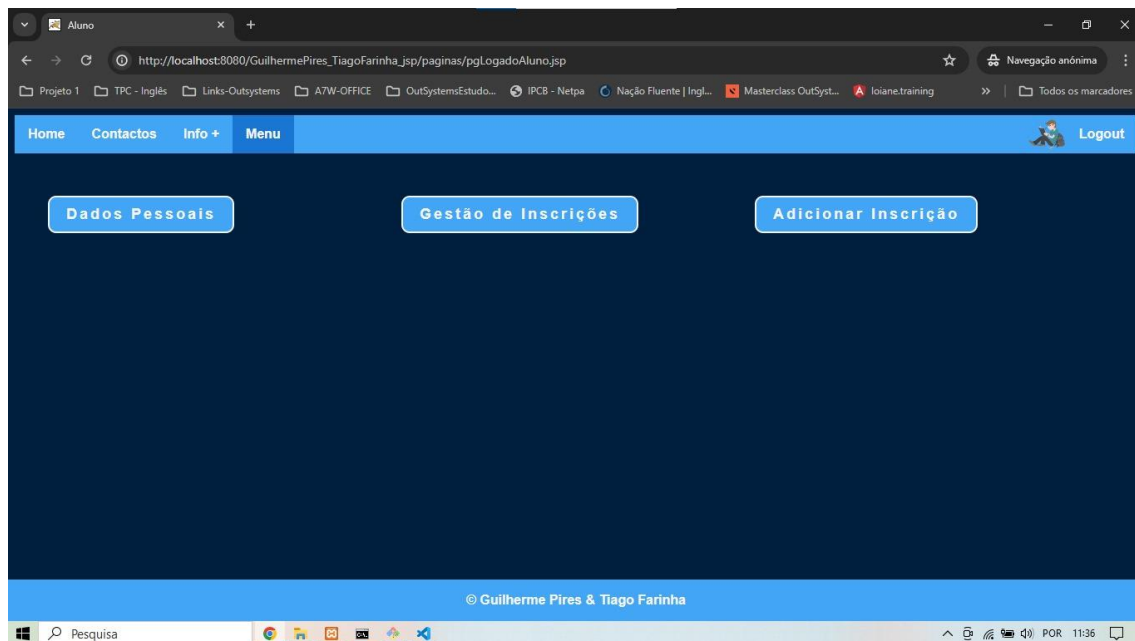 Aluno
http://localhost:8080/GuilhermePires_TiagoFarinha_jsp/paginas/pgLogadoAluno.jsp
Navegação anónima
Projeto 1 TPC - Inglês Links-Outsystems A7W-OFFICE OutSystemsEstudo... IPCB - Netpa Nação Fluente | Ingl... Masterclass OutSyst... loiane.training » Todos os marcadores
Home Contactos Info + Menu Logout
Dados Pessoais Gestão de Inscrições Adicionar Inscrição
© Guilherme Pires & Tiago Farinha
Pesquisa POR 11:36